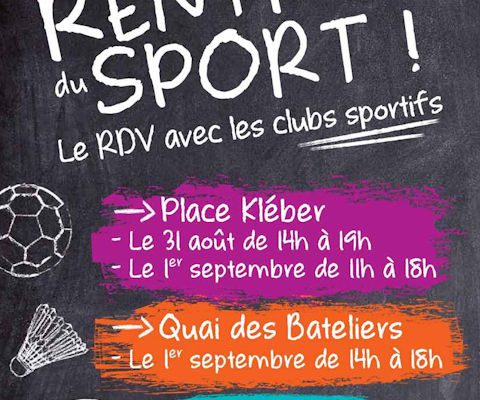 du SPORT !
Le RDV avec les clubs sportifs
→ Place Kléber
- Le 31 août de 14h à 19h
- Le 1er septembre de 11h à 18h
→ Quai des Bateliers
- Le 1er septembre de 14h à 18h